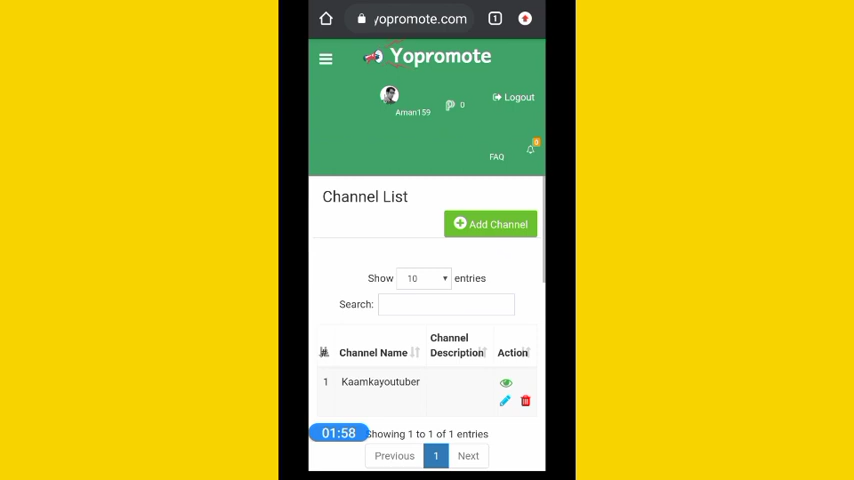 yopromote.com 1
Yopromote
Aman159 0 Logout
FAQ 0
Channel List
Add Channel
Show 10 entries
Search:
# Channel Name Channel Description Action
1 Kaamkayoutuber
01:58 Showing 1 to 1 of 1 entries
Previous 1 Next